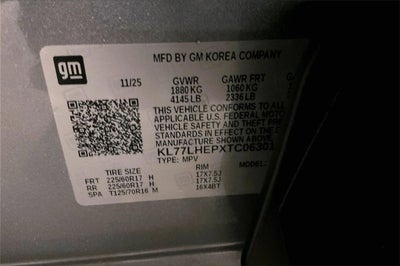 gm
MFD BY GM KOREA COMPANY
11/25 GVWR GAWR FRT
1880 KG 1060 KG
4145 LB 2336 LB
THIS VEHICLE CONFORMS TO ALL
APPLICABLE U.S. FEDERAL MOTOR
VEHICLE SAFETY AND THEFT PRE
STANDARDS IN EFFECT ON THE D
MANUFACTURE SHOWN ABOVE.
KL77LHEPXTC06301
TYPE: MPV
TIRE SIZE RIM MODEL:
FRT 225/60R17 H 17X7.5J
RR 225/60R17 H 17X7.5J
SPA T125/70R16 M 16X4BT